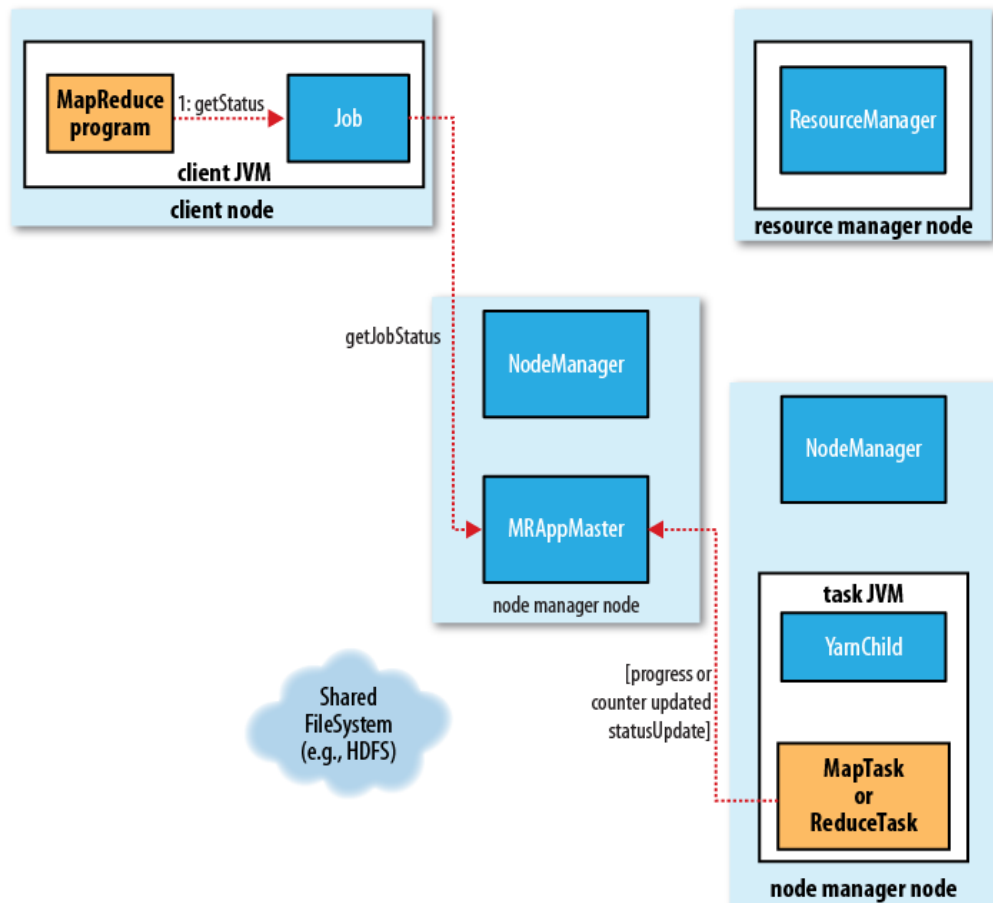 MapReduce
program
1: getStatus
Job
client JVM
client node
ResourceManager
resource manager node
getJobStatus
NodeManager
MRAppMaster
node manager node
NodeManager
task JVM
YarnChild
[progress or
counter updated
statusUpdate]
MapTask
or
ReduceTask
node manager node
Shared
FileSystem
(e.g., HDFS)